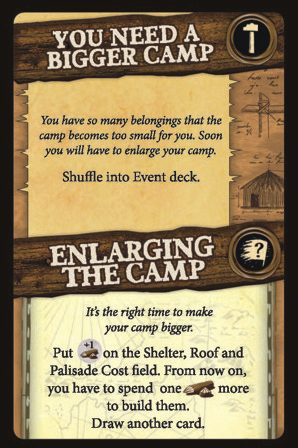 YOU NEED A
BIGGER CAMP
You have so many belongings that the
camp becomes too small for you. Soon
you will have to enlarge your camp.
Shuffle into Event deck.
ENLARGING
THE CAMP
?
It's the right time to make
your camp bigger.
Put +1 on the Shelter, Roof and
Palisade Cost field. From now on,
you have to spend one more
to build them.
Draw another card.